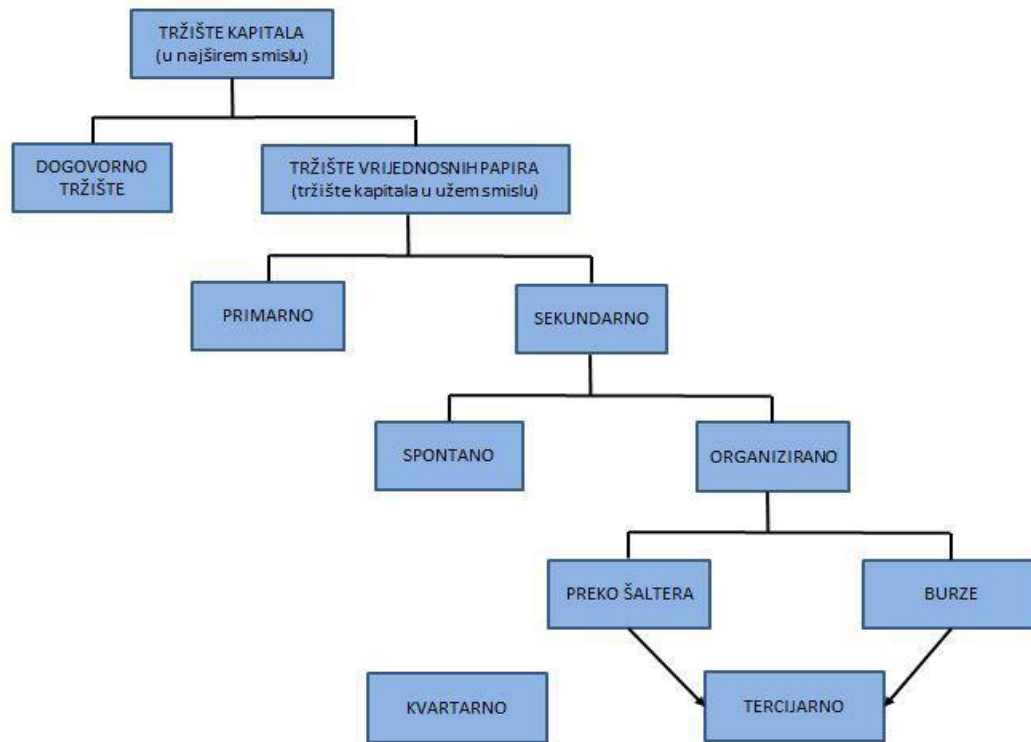 TRŽIŠTE KAPITALA
(u najširem smislu)
DOGOVORNO
TRŽIŠTE
TRŽIŠTE VRIJEDNOSNIH PAPIRA
(tržište kapitala u užem smislu)
PRIMARNO
SEKUNDARNO
SPONTANO
ORGANIZIRANO
PREKO ŠALTERA
BURZE
KVARTARNO
TERCIJARNO